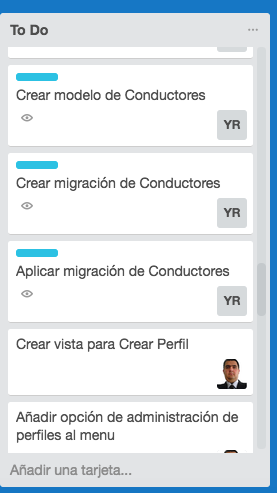 To Do
Crear modelo de Conductores
YR
Crear migración de Conductores
YR
Aplicar migración de Conductores
YR
Crear vista para Crear Perfil
Añadir opción de administración de
perfiles al menu
Añadir una tarjeta...